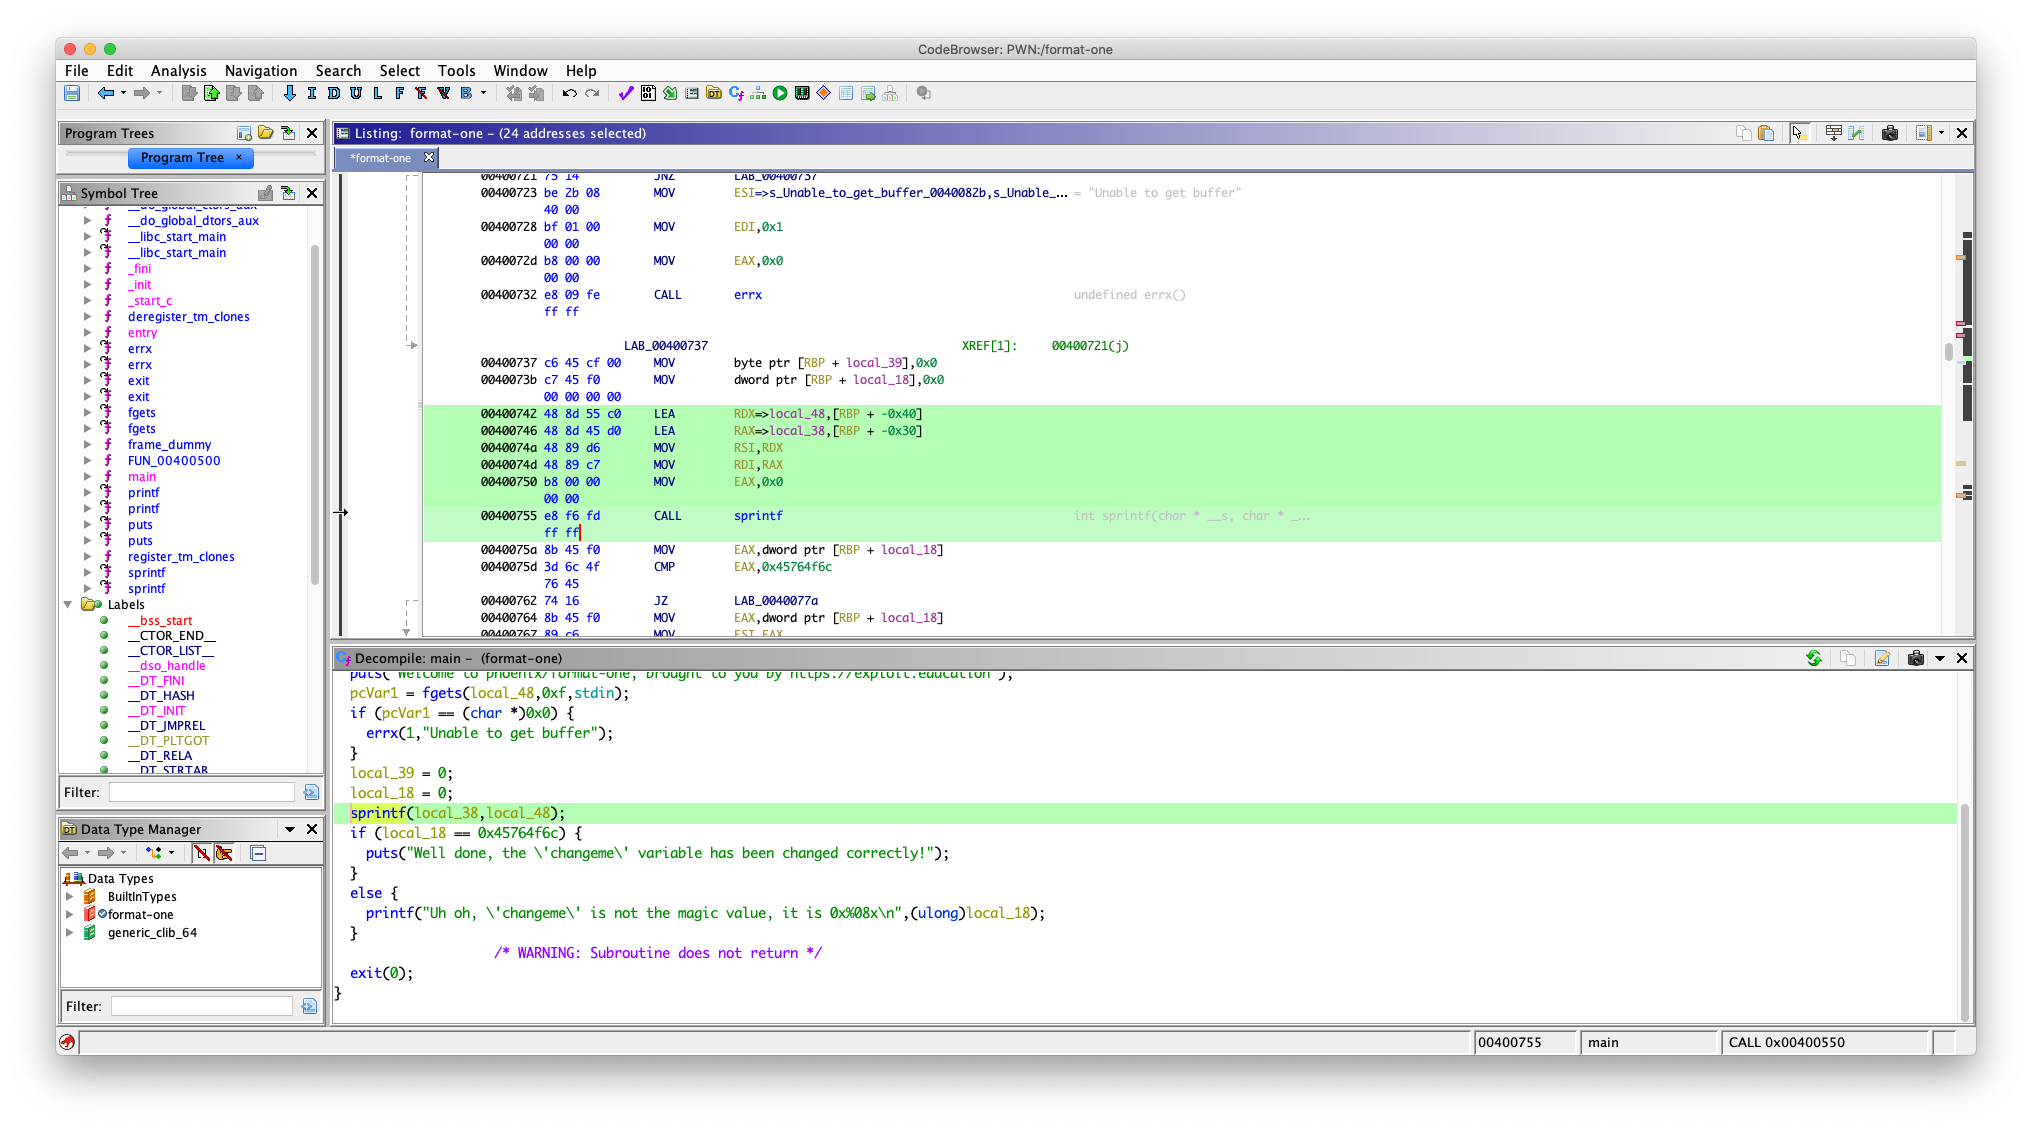 CodeBrowser: PWN:/format-one
File Edit Analysis Navigation Search Select Tools Window Help
I D U L F B
Program Trees
Program Tree ×
Symbol Tree
__do_global_ctors_aux
__do_global_dtors_aux
__libc_start_main
__libc_start_main
_fini
_init
_start_c
deregister_tm_clones
entry
errx
errx
exit
exit
fgets
fgets
frame_dummy
FUN_00400500
main
printf
printf
puts
puts
register_tm_clones
sprintf
sprintf
Labels
__bss_start
__CTOR_END__
__CTOR_LIST__
__dso_handle
__DT_FINI
__DT_HASH
__DT_INIT
__DT_JMPREL
__DT_PLTGOT
__DT_RELA
__DT_STRTAB
Filter:
Data Type Manager
Data Types
BuiltInTypes
format-one
generic_clib_64
Filter:
Listing: format-one - (24 addresses selected)
*format-one
00400721 75 14 JNZ LAB_00400737
00400723 be 2b 08 MOV ESI=>s_Unable_to_get_buffer_0040082b,s_Unable_... = "Unable to get buffer"
40 00
00400728 bf 01 00 MOV EDI,0x1
00 00
0040072d b8 00 00 MOV EAX,0x0
00 00
00400732 e8 09 fe CALL errx undefined errx()
ff ff
LAB_00400737 XREF[1]: 00400721(j)
00400737 c6 45 cf 00 MOV byte ptr [RBP + local_39],0x0
0040073b c7 45 f0 MOV dword ptr [RBP + local_18],0x0
00 00 00 00
00400742 48 8d 55 c0 LEA RDX=>local_48,[RBP + -0x40]
00400746 48 8d 45 d0 LEA RAX=>local_38,[RBP + -0x30]
0040074a 48 89 d6 MOV RSI,RDX
0040074d 48 89 c7 MOV RDI,RAX
00400750 b8 00 00 MOV EAX,0x0
00 00
00400755 e8 f6 fd CALL sprintf int sprintf(char * __s, char * _...
ff ff
0040075a 8b 45 f0 MOV EAX,dword ptr [RBP + local_18]
0040075d 3d 6c 4f CMP EAX,0x45764f6c
76 45
00400762 74 16 JZ LAB_0040077a
00400764 8b 45 f0 MOV EAX,dword ptr [RBP + local_18]
00400767 89 c6 MOV ESI,EAX
Decompile: main - (format-one)
puts("Welcome to phoenix/format-one, brought to you by https://exploit.education");
pcVar1 = fgets(local_48,0xf,stdin);
if (pcVar1 == (char *)0x0) {
errx(1,"Unable to get buffer");
}
local_39 = 0;
local_18 = 0;
sprintf(local_38,local_48);
if (local_18 == 0x45764f6c) {
puts("Well done, the \'changeme\' variable has been changed correctly!");
}
else {
printf("Uh oh, \'changeme\' is not the magic value, it is 0x%08x\n",(ulong)local_18);
}
/* WARNING: Subroutine does not return */
exit(0);
}
00400755 main CALL 0x00400550